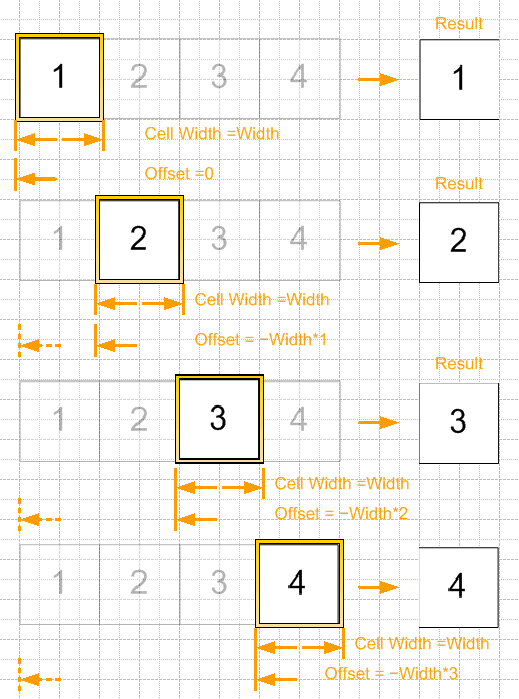 Result
1 2 3 4 1
Cell Width =Width
Offset =0
Result
1 2 3 4 2
Cell Width =Width
Offset = −Width*1
Result
1 2 3 4 3
Cell Width =Width
Offset = −Width*2
1 2 3 4 4
Cell Width =Width
Offset = −Width*3